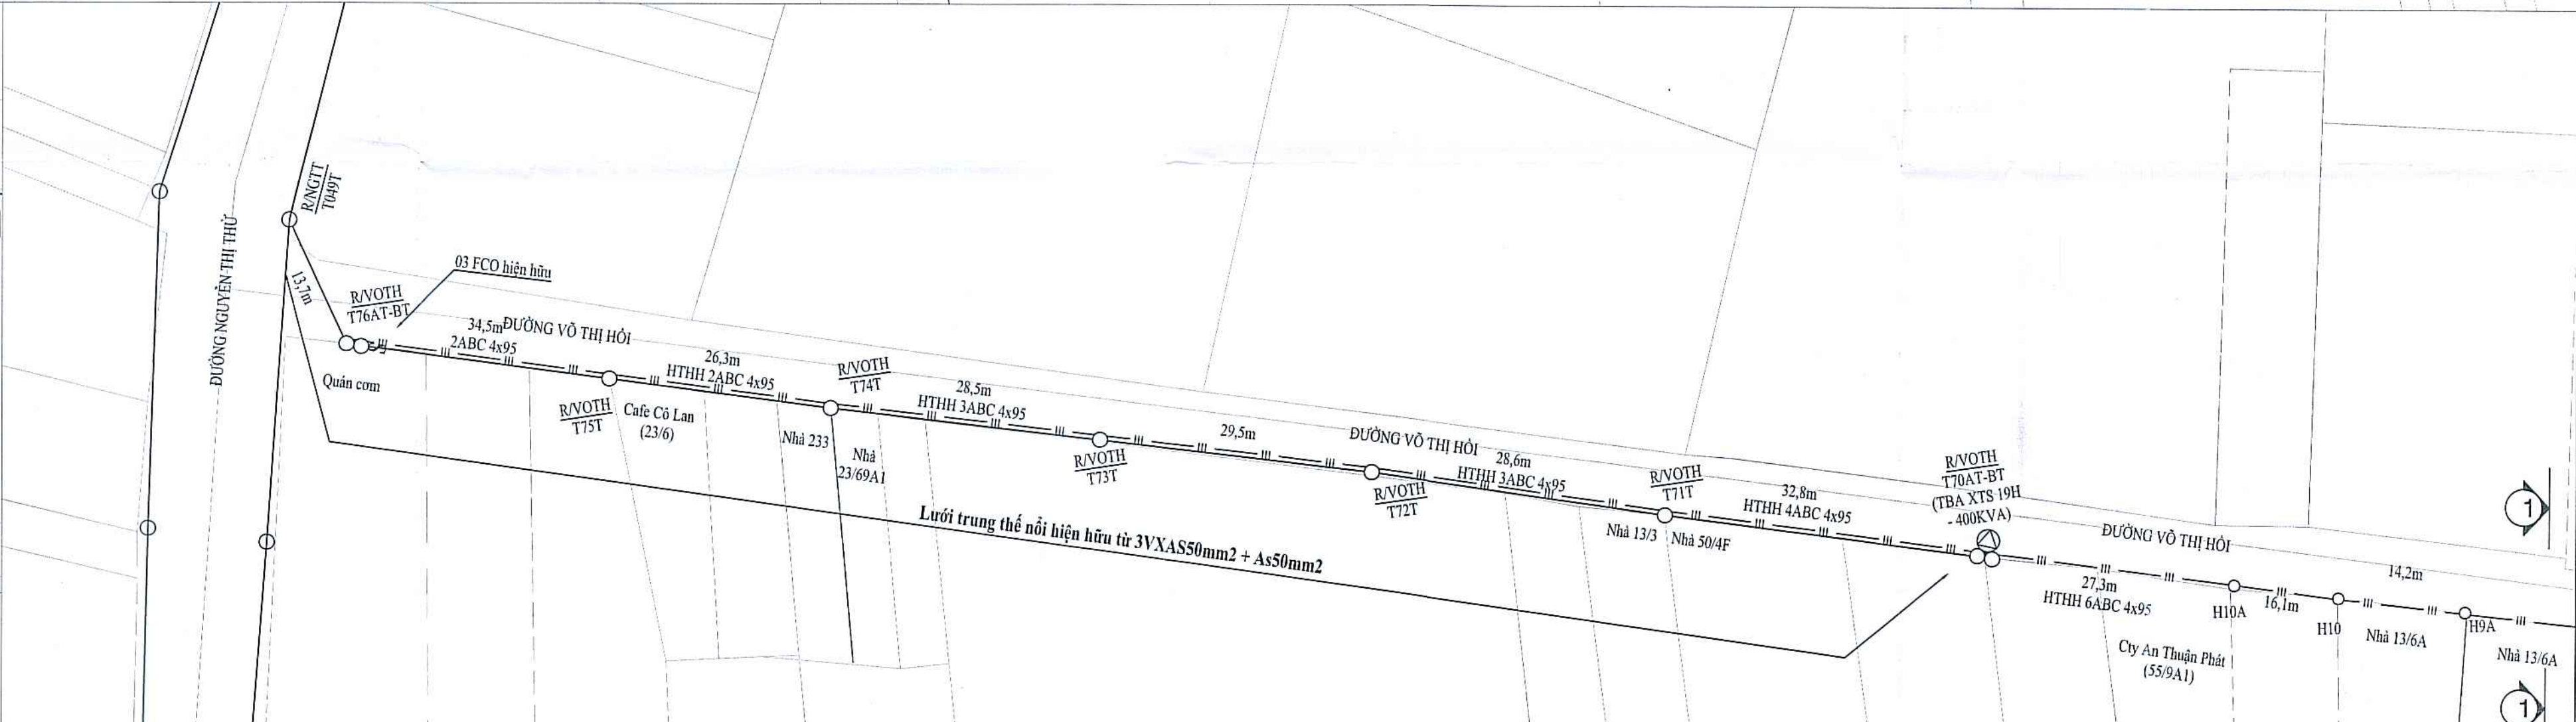 R/NGTT
T049T
ĐƯỜNG NGUYỄN THỊ THỬ
13,7m
03 FCO hiện hữu
R/VOTH
T76AT-BT
34,5m
ĐƯỜNG VÕ THỊ HỒI
2ABC 4x95
Quán cơm
R/VOTH
T75T
26,3m
HTHH 2ABC 4x95
Cafe Cô Lan
(23/6)
R/VOTH
T74T
Nhà 233
Nhà
23/69A1
28,5m
HTHH 3ABC 4x95
R/VOTH
T73T
29,5m
ĐƯỜNG VÕ THỊ HỒI
R/VOTH
T72T
28,6m
HTHH 3ABC 4x95
R/VOTH
T71T
Nhà 13/3
Nhà 50/4F
32,8m
HTHH 4ABC 4x95
R/VOTH
T70AT-BT
(TBA XTS 19H
- 400KVA)
Lưới trung thế nổi hiện hữu từ 3VXAS50mm2 + As50mm2
ĐƯỜNG VÕ THỊ HỒI
27,3m
HTHH 6ABC 4x95
H10A
Cty An Thuận Phát
(55/9A1)
16,1m
H10
14,2m
Nhà 13/6A
H9A
Nhà 13/6A
1
1